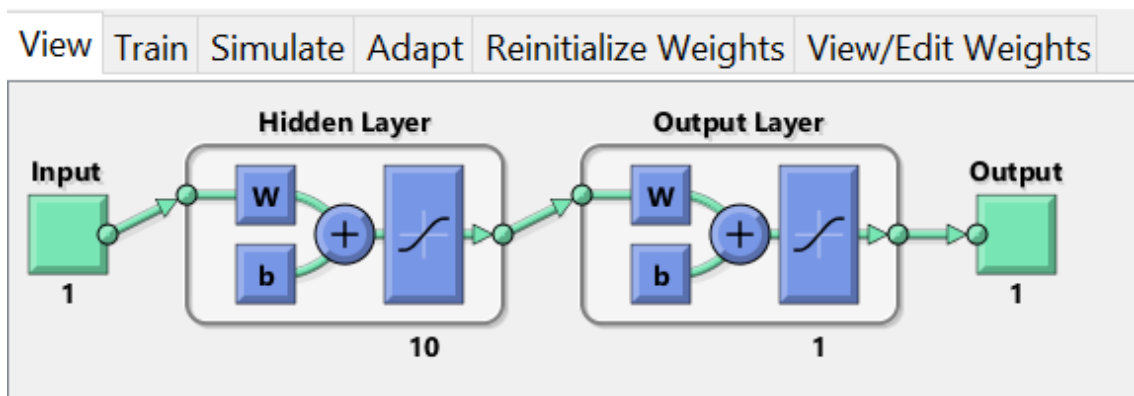 View Train Simulate Adapt Reinitialize Weights View/Edit Weights
Hidden Layer Output Layer
Input Output
W W
+ +
b b
1 1
10 1